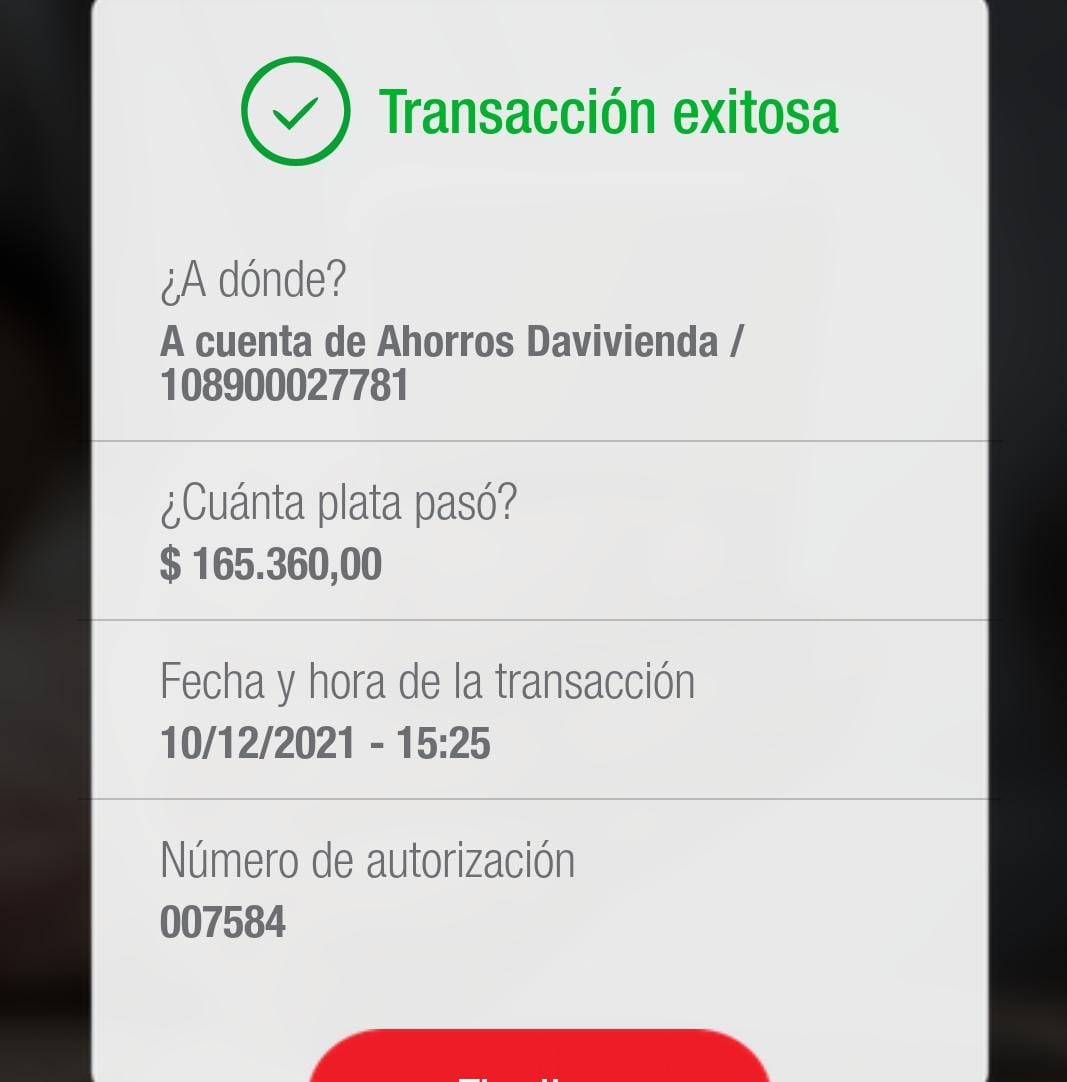 Transacción exitosa
¿A dónde?
A cuenta de Ahorros Davivienda /
108900027781
¿Cuánta plata pasó?
$ 165.360,00
Fecha y hora de la transacción
10/12/2021 - 15:25
Número de autorización
007584